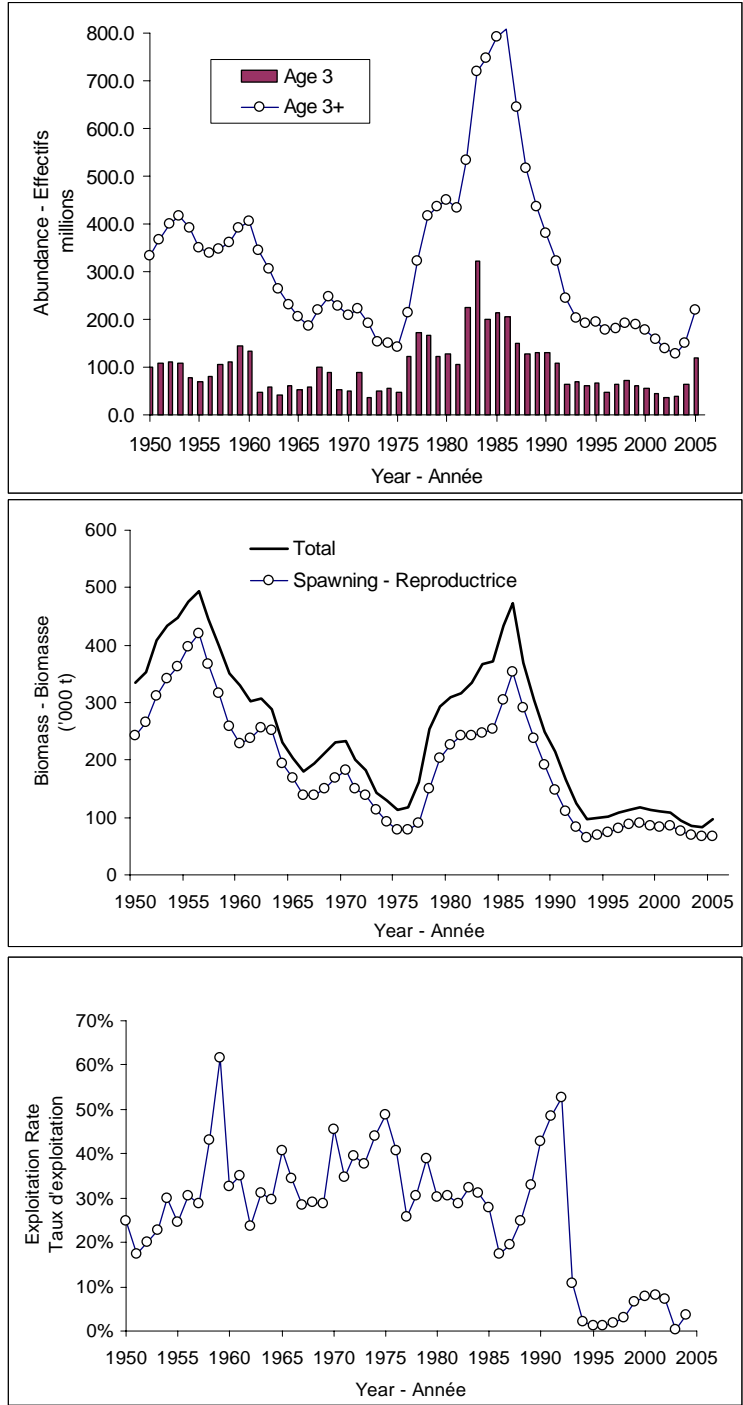 800.0
700.0
600.0
500.0
400.0
300.0
200.0
100.0
0.0
Abundance - Effectifs
millions
Age 3
Age 3+
1950 1955 1960 1965 1970 1975 1980 1985 1990 1995 2000 2005
Year - Année
600
500
400
300
200
100
0
Biomass - Biomasse
('000 t)
Total
Spawning - Reproductrice
1950 1955 1960 1965 1970 1975 1980 1985 1990 1995 2000 2005
Year - Année
70%
60%
50%
40%
30%
20%
10%
0%
Exploitation Rate
Taux d'exploitation
1950 1955 1960 1965 1970 1975 1980 1985 1990 1995 2000 2005
Year - Année